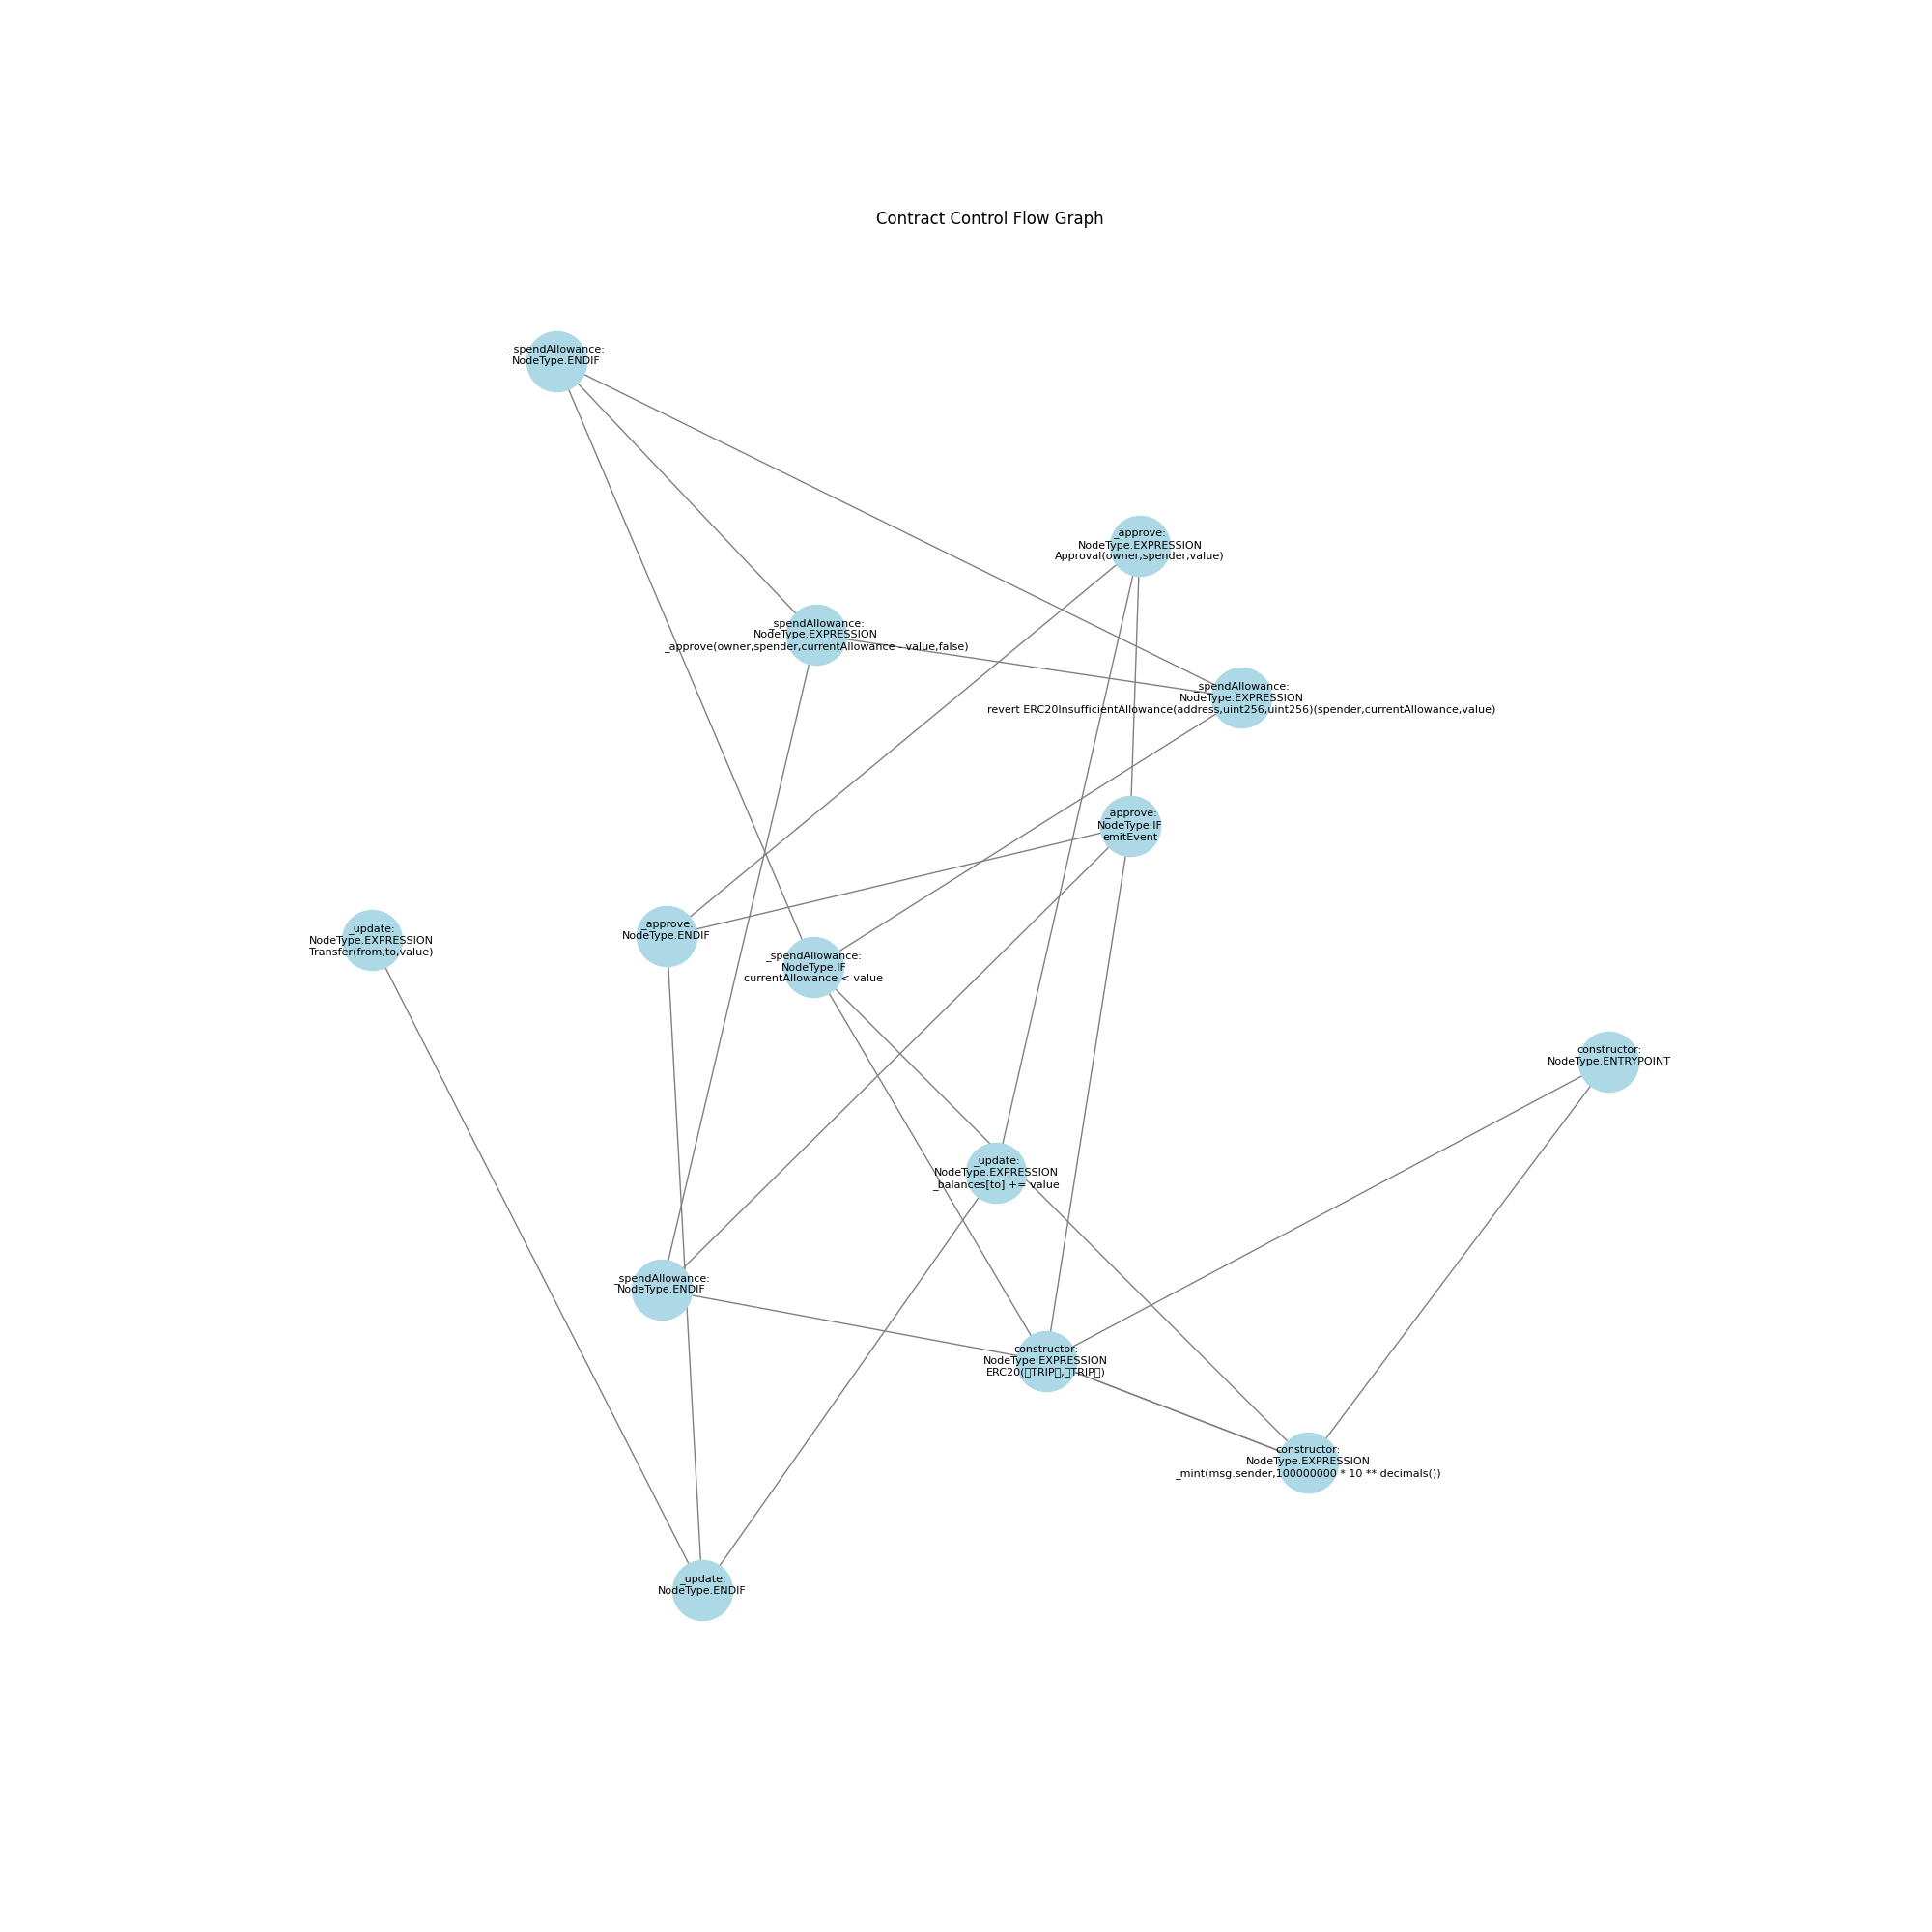 Contract Control Flow Graph
_spendAllowance:
NodeType.ENDIF
_approve:
NodeType.EXPRESSION
Approval(owner,spender,value)
_spendAllowance:
NodeType.EXPRESSION
_approve(owner,spender,currentAllowance - value,false)
_spendAllowance:
NodeType.EXPRESSION
revert ERC20InsufficientAllowance(address,uint256,uint256)(spender,currentAllowance,value)
_approve:
NodeType.IF
emitEvent
_update:
NodeType.EXPRESSION
Transfer(from,to,value)
_approve:
NodeType.ENDIF
_spendAllowance:
NodeType.IF
currentAllowance < value
constructor:
NodeType.ENTRYPOINT
_update:
NodeType.EXPRESSION
_balances[to] += value
_spendAllowance:
NodeType.ENDIF
constructor:
NodeType.EXPRESSION
ERC20(▯TRIP▯,▯TRIP▯)
constructor:
NodeType.EXPRESSION
_mint(msg.sender,100000000 * 10 ** decimals())
_update:
NodeType.ENDIF